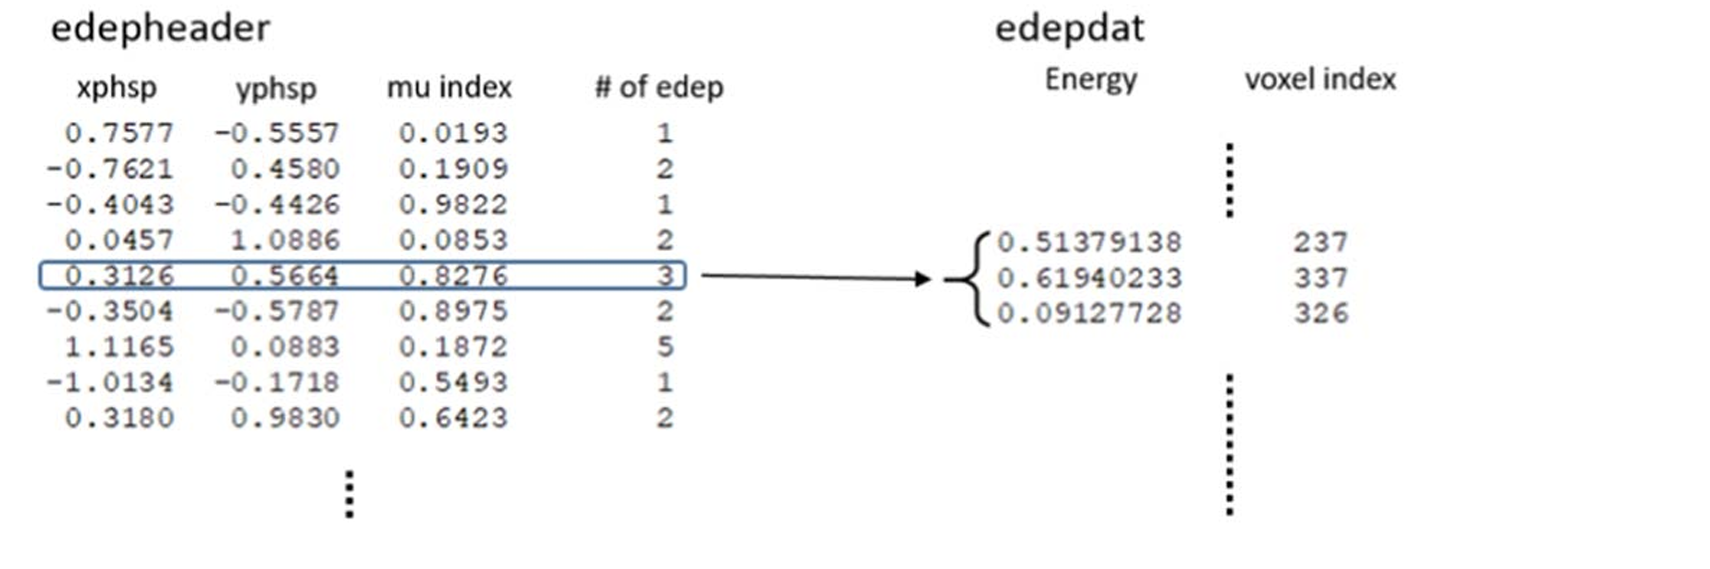 edepheader
xphsp yphsp mu index # of edep
0.7577 -0.5557 0.0193 1
-0.7621 0.4580 0.1909 2
-0.4043 -0.4426 0.9822 1
0.0457 1.0886 0.0853 2
0.3126 0.5664 0.8276 3
-0.3504 -0.5787 0.8975 2
1.1165 0.0883 0.1872 5
-1.0134 -0.1718 0.5493 1
0.3180 0.9830 0.6423 2
edepdat
Energy voxel index
0.51379138 237
0.61940233 337
0.09127728 326